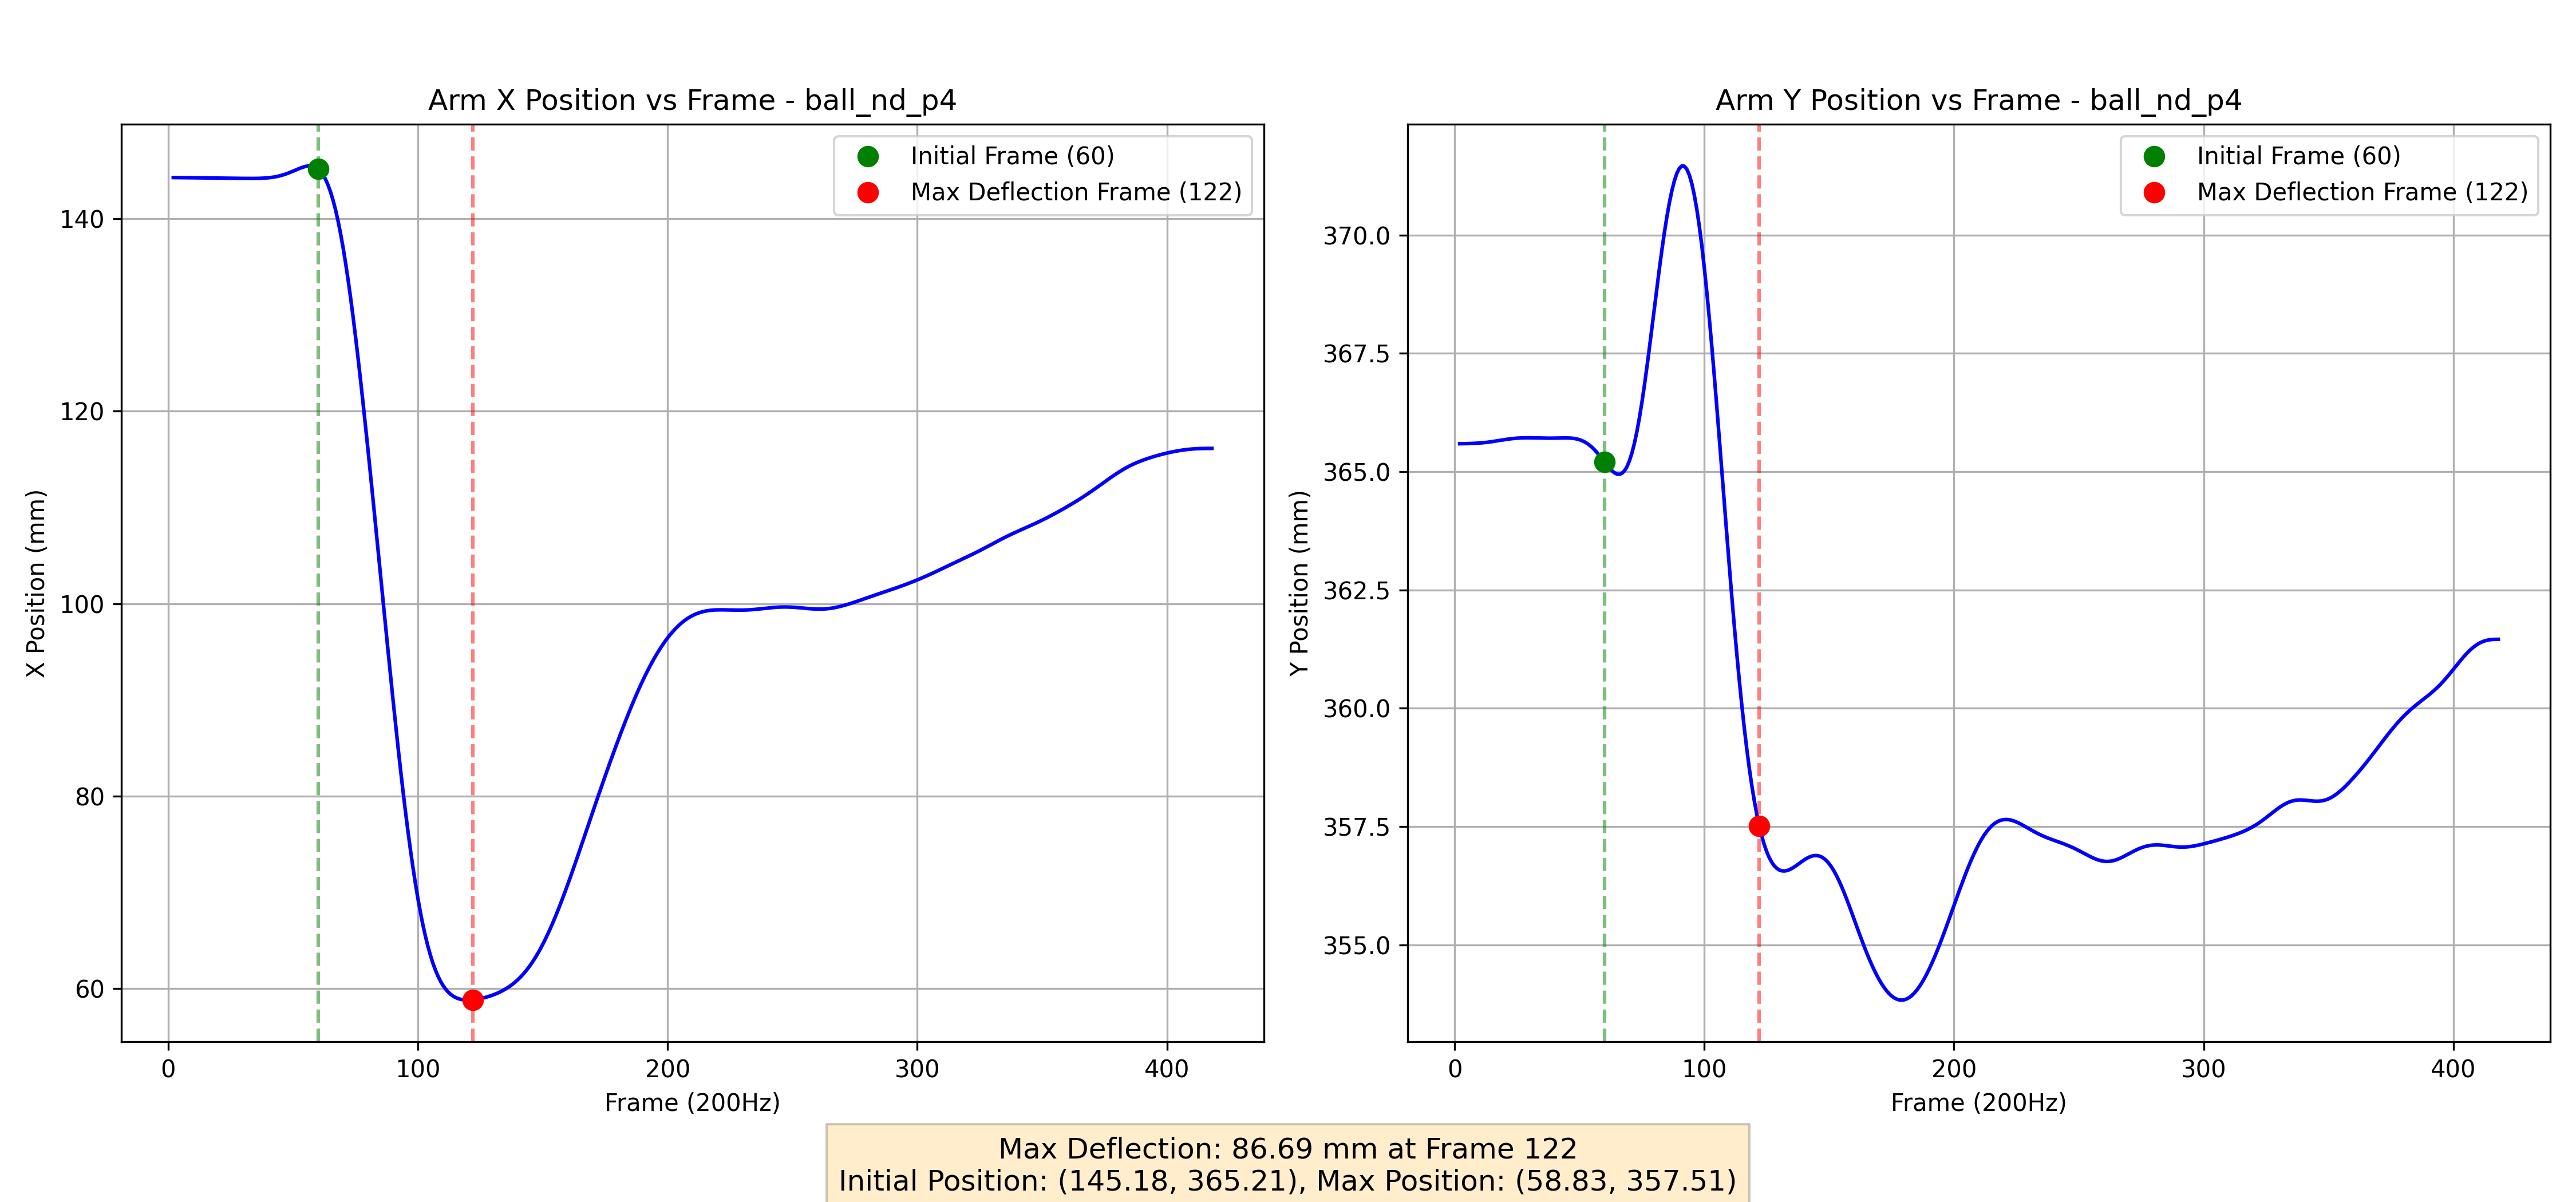 Arm X Position vs Frame - ball_nd_p4
Initial Frame (60)
Max Deflection Frame (122)
X Position (mm)
140
120
100
80
60
0
100
200
300
400
Frame (200Hz)
Arm Y Position vs Frame - ball_nd_p4
Initial Frame (60)
Max Deflection Frame (122)
Y Position (mm)
370.0
367.5
365.0
362.5
360.0
357.5
355.0
0
100
200
300
400
Frame (200Hz)
Max Deflection: 86.69 mm at Frame 122
Initial Position: (145.18, 365.21), Max Position: (58.83, 357.51)